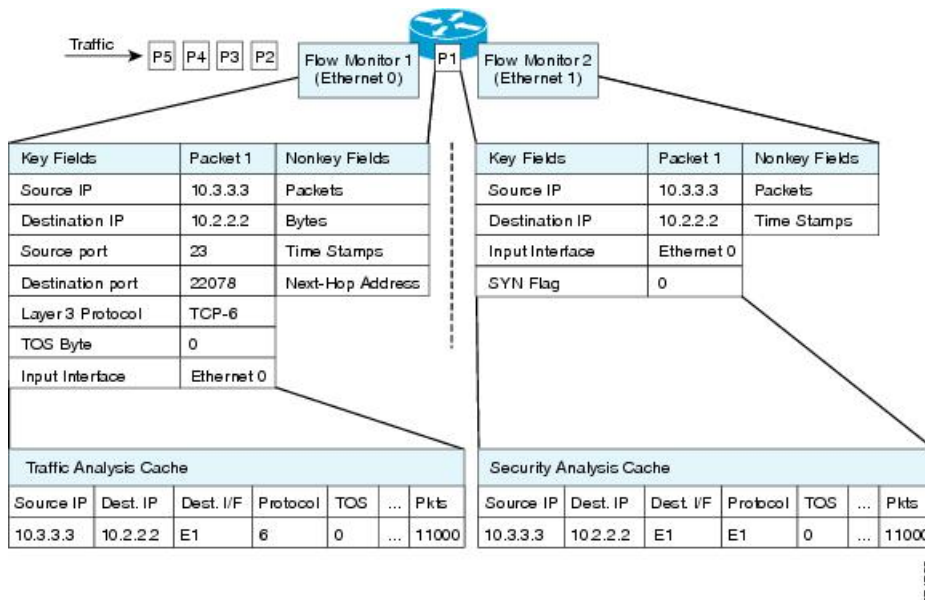 Traffic
P5 P4 P3 P2
Flow Monitor 1
(Ethernet 0)
P1
Flow Monitor 2
(Ethernet 1)
Key Fields Packet 1 Nonkey Fields
Source IP 10.3.3.3 Packets
Destination IP 10.2.2.2 Bytes
Source port 23 Time Stamps
Destination port 22078 Next-Hop Address
Layer 3 Protocol TCP-6
TOS Byte 0
Input Interface Ethernet 0
Key Fields Packet 1 Nonkey Fields
Source IP 10.3.3.3 Packets
Destination IP 10.2.2.2 Time Stamps
Input Interface Ethernet 0
SYN Flag 0
Traffic Analysis Cache
Source IP Dest. IP Dest. I/F Protocol TOS ... Pkts
10.3.3.3 10.2.2.2 E1 6 0 ... 11000
Security Analysis Cache
Source IP Dest. IP Dest. I/F Protocol TOS ... Pkts
10.3.3.3 10.2.2.2 E1 E1 0 ... 11000